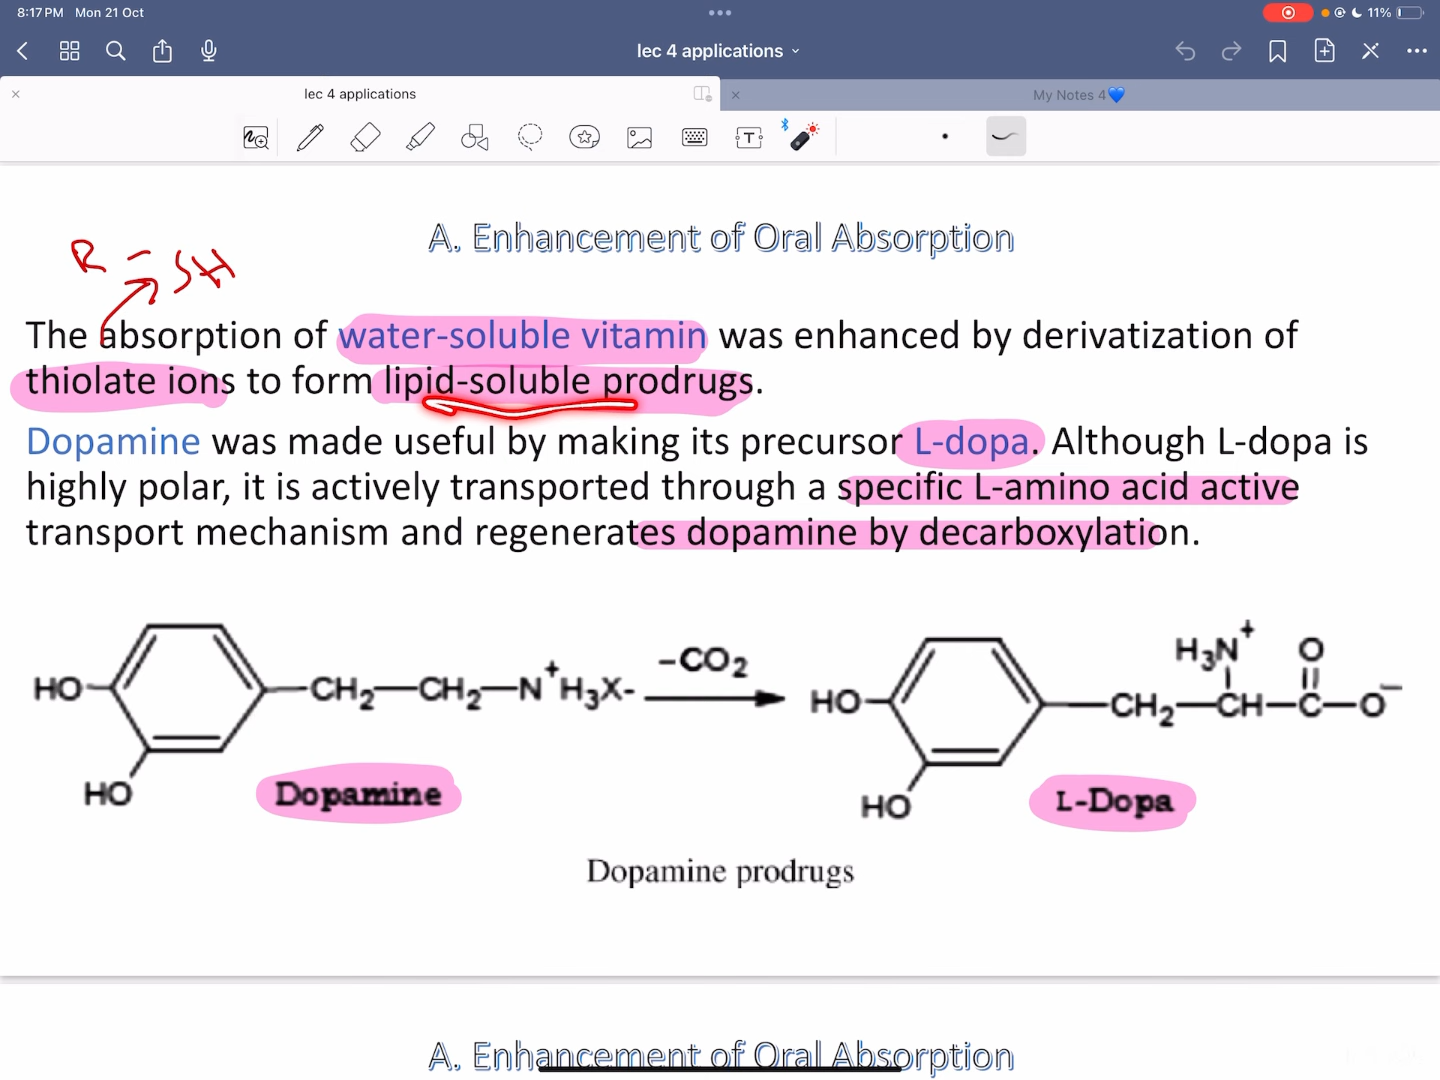 8:17 PM Mon 21 Oct
11%
lec 4 applications
lec 4 applications
My Notes 4💙
T
A. Enhancement of Oral Absorption
R - SH
The absorption of water-soluble vitamin was enhanced by derivatization of
thiolate ions to form lipid-soluble prodrugs.
Dopamine was made useful by making its precursor L-dopa. Although L-dopa is
highly polar, it is actively transported through a specific L-amino acid active
transport mechanism and regenerates dopamine by decarboxylation.
HO CH2 CH2 N+H3X- -CO2 HO CH2 CH C O-
H3N+ O
HO HO
Dopamine L-Dopa
Dopamine prodrugs
A. Enhancement of Oral Absorption